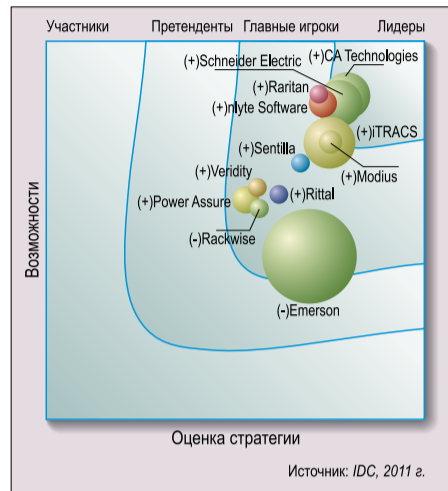 Участники Претенденты Главные игроки Лидеры
(+)CA Technologies
(+)Schneider Electric
(+)Raritan
(+)nlyte Software
(+)iTRACS
(+)Sentilla
(+)Modius
(+)Veridity
(+)Power Assure
(+)Rittal
(-)Rackwise
(-)Emerson
Возможности
Оценка стратегии
Источник: IDC, 2011 г.